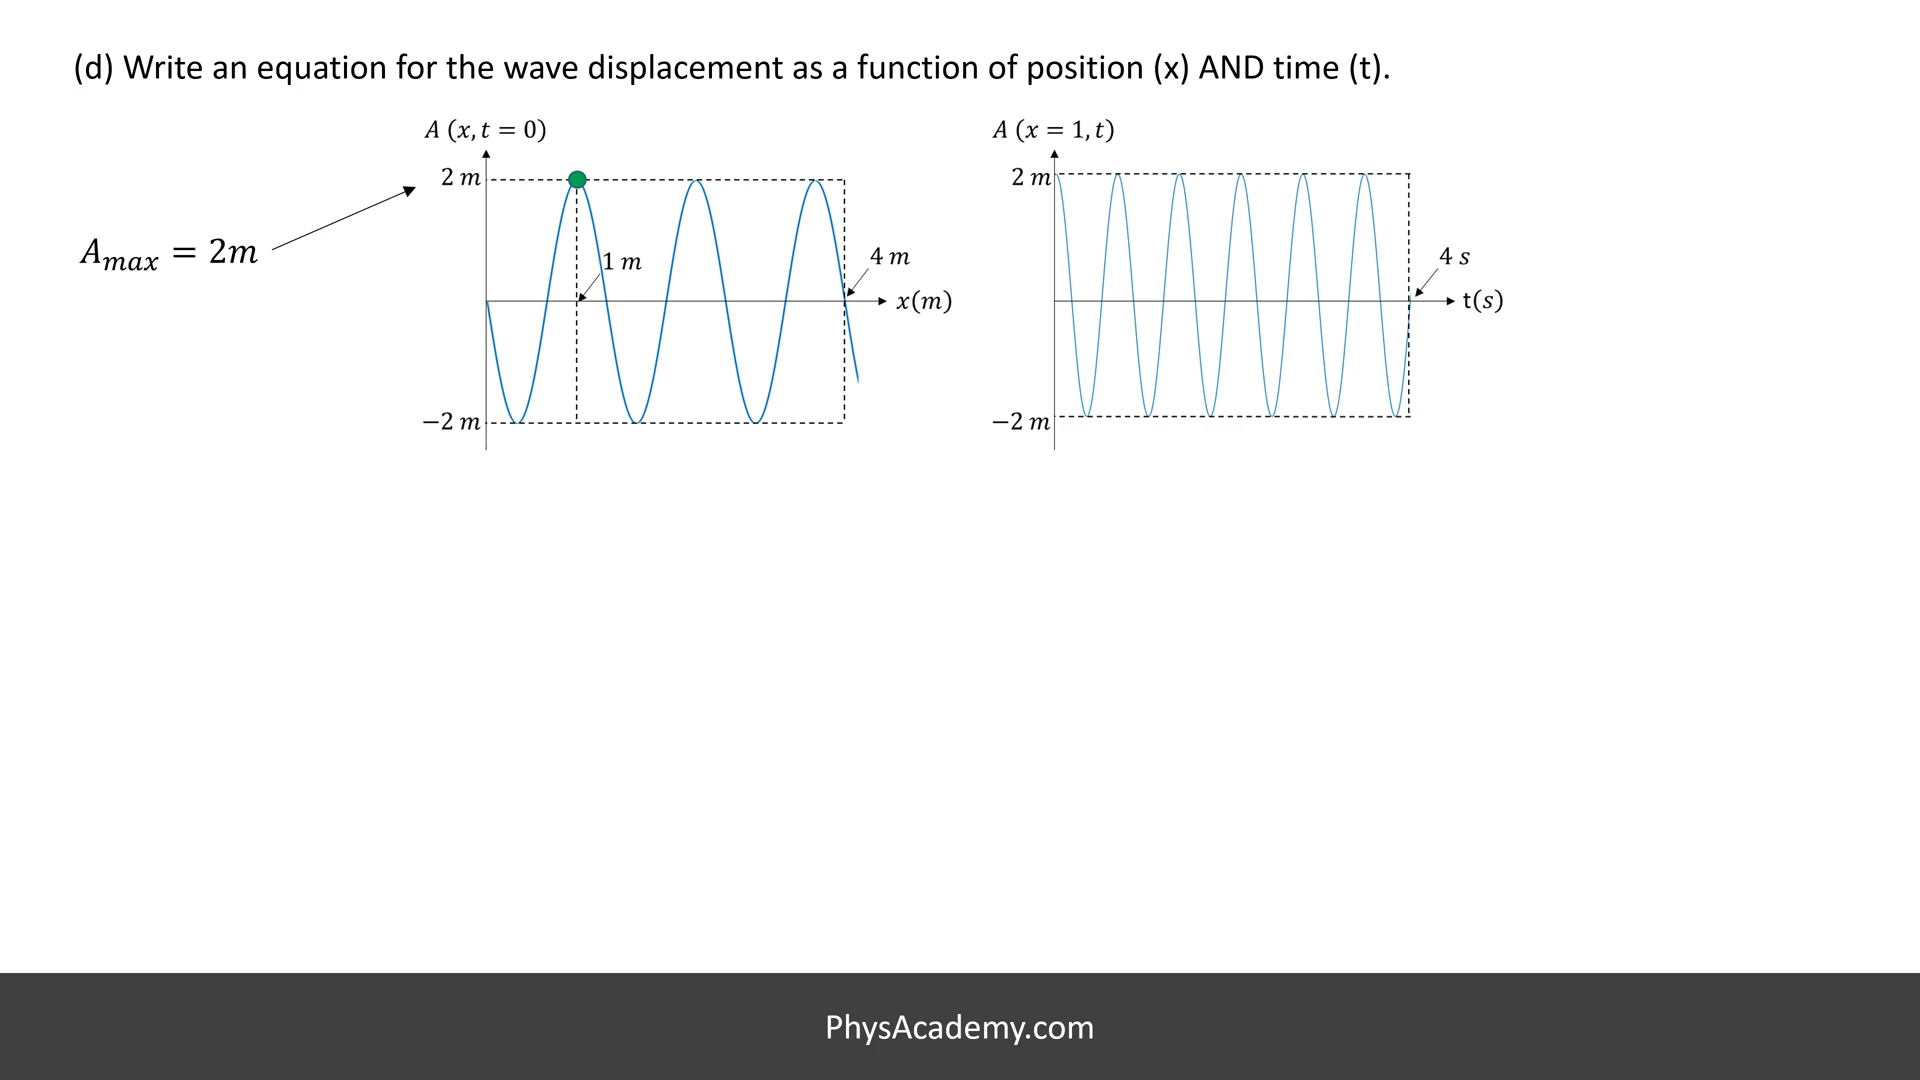 (d) Write an equation for the wave displacement as a function of position (x) AND time (t).
A (x, t = 0)
A (x = 1, t)
2 m
2 m
A_max = 2m
1 m
4 m
4 s
x(m)
t(s)
−2 m
−2 m
PhysAcademy.com